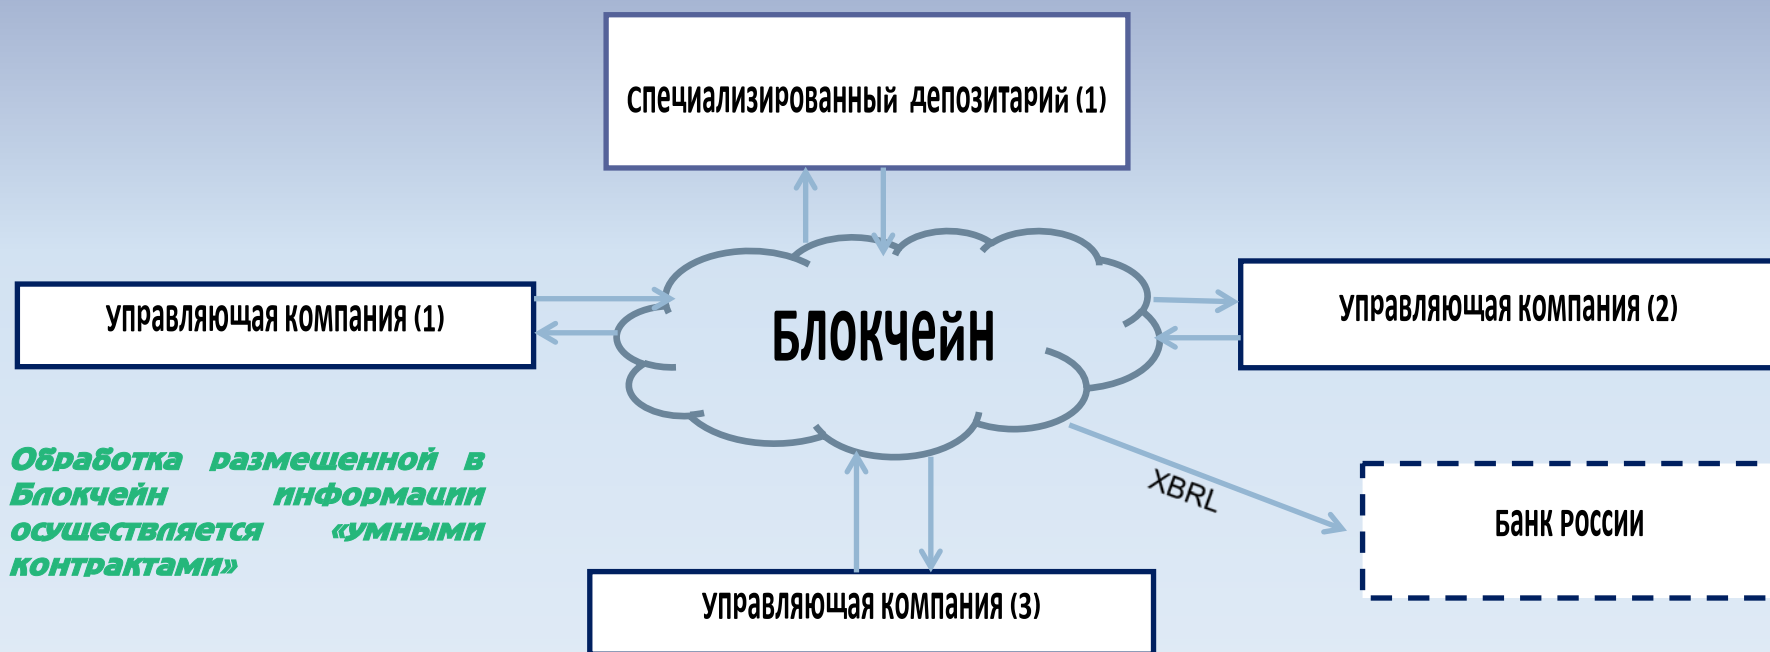 Специализированный депозитарий (1)
Управляющая компания (1)
Блокчейн
Управляющая компания (2)
Обработка размещенной в
Блокчейн информации
осуществляется «умными
контрактами»
XBRL
Банк России
Управляющая компания (3)